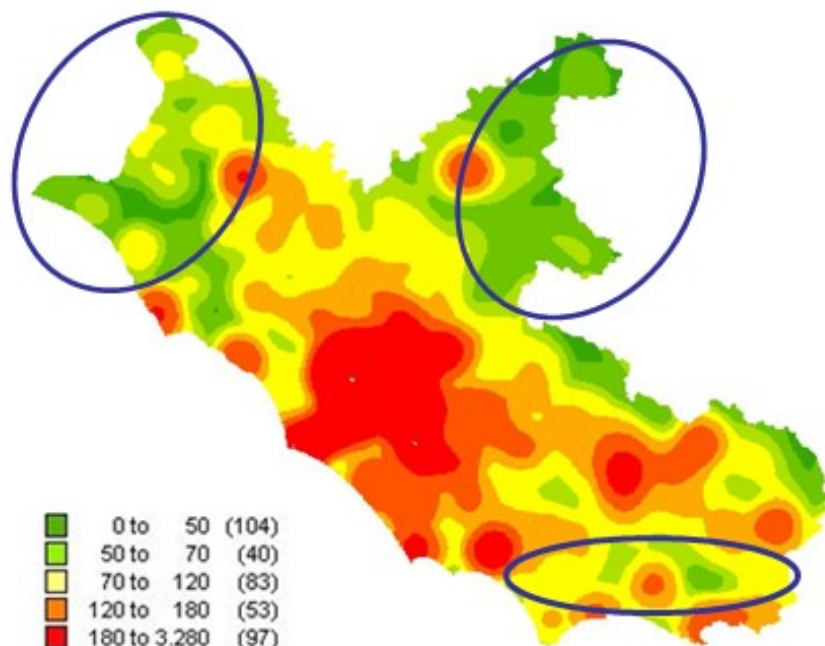 0 to 50 (104)
50 to 70 (40)
70 to 120 (83)
120 to 180 (53)
180 to 3.280 (97)